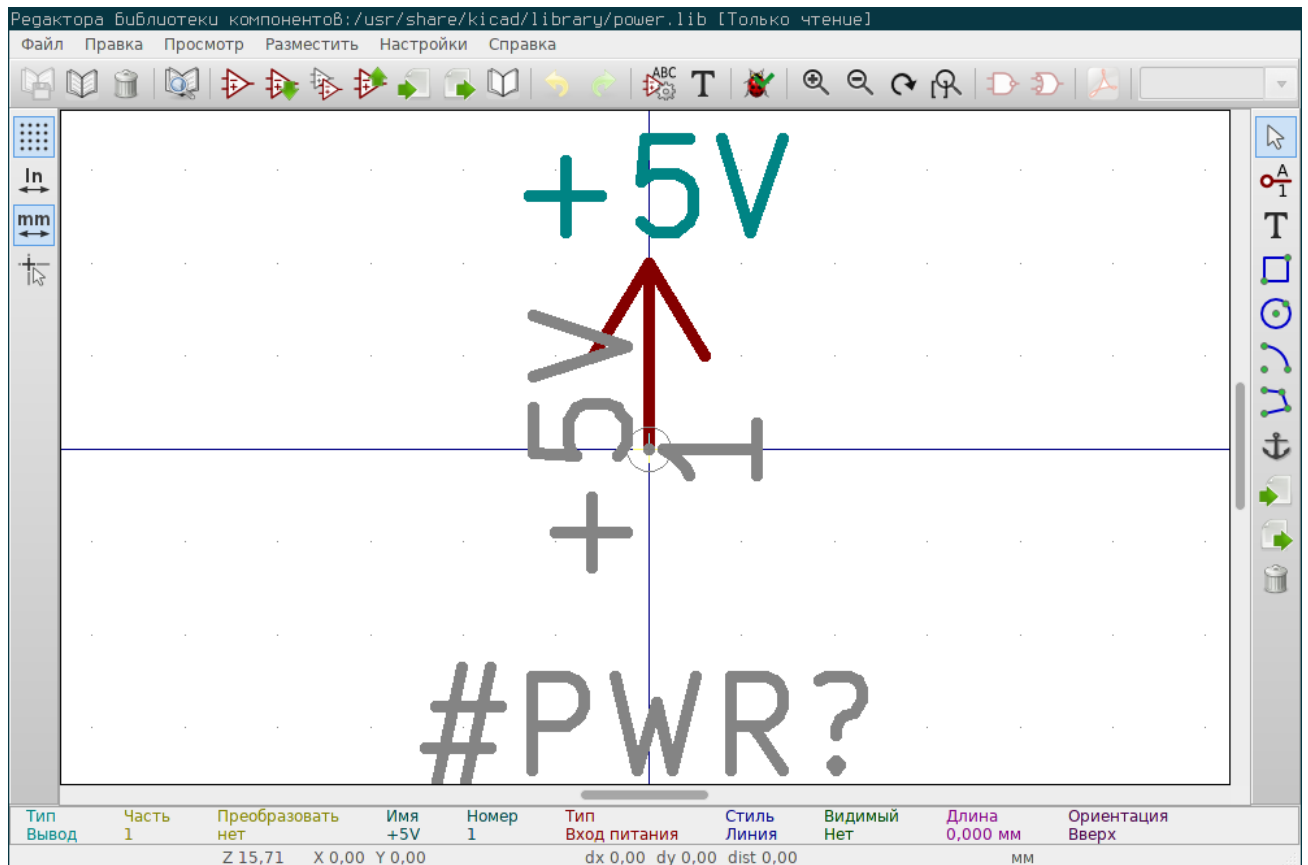 Редактора Библиотеки компонентов:/usr/share/kicad/library/power.lib [Только чтение]
Файл Правка Просмотр Разместить Настройки Справка
ABC T
A
1
In
mm
T
+5V
+5V
1
#PWR?
Тип Часть Преобразовать Имя Номер Тип Стиль Видимый Длина Ориентация
Вывод 1 нет +5V 1 Вход питания Линия Нет 0,000 мм Вверх
Z 15,71 X 0,00 Y 0,00 dx 0,00 dy 0,00 dist 0,00 мм